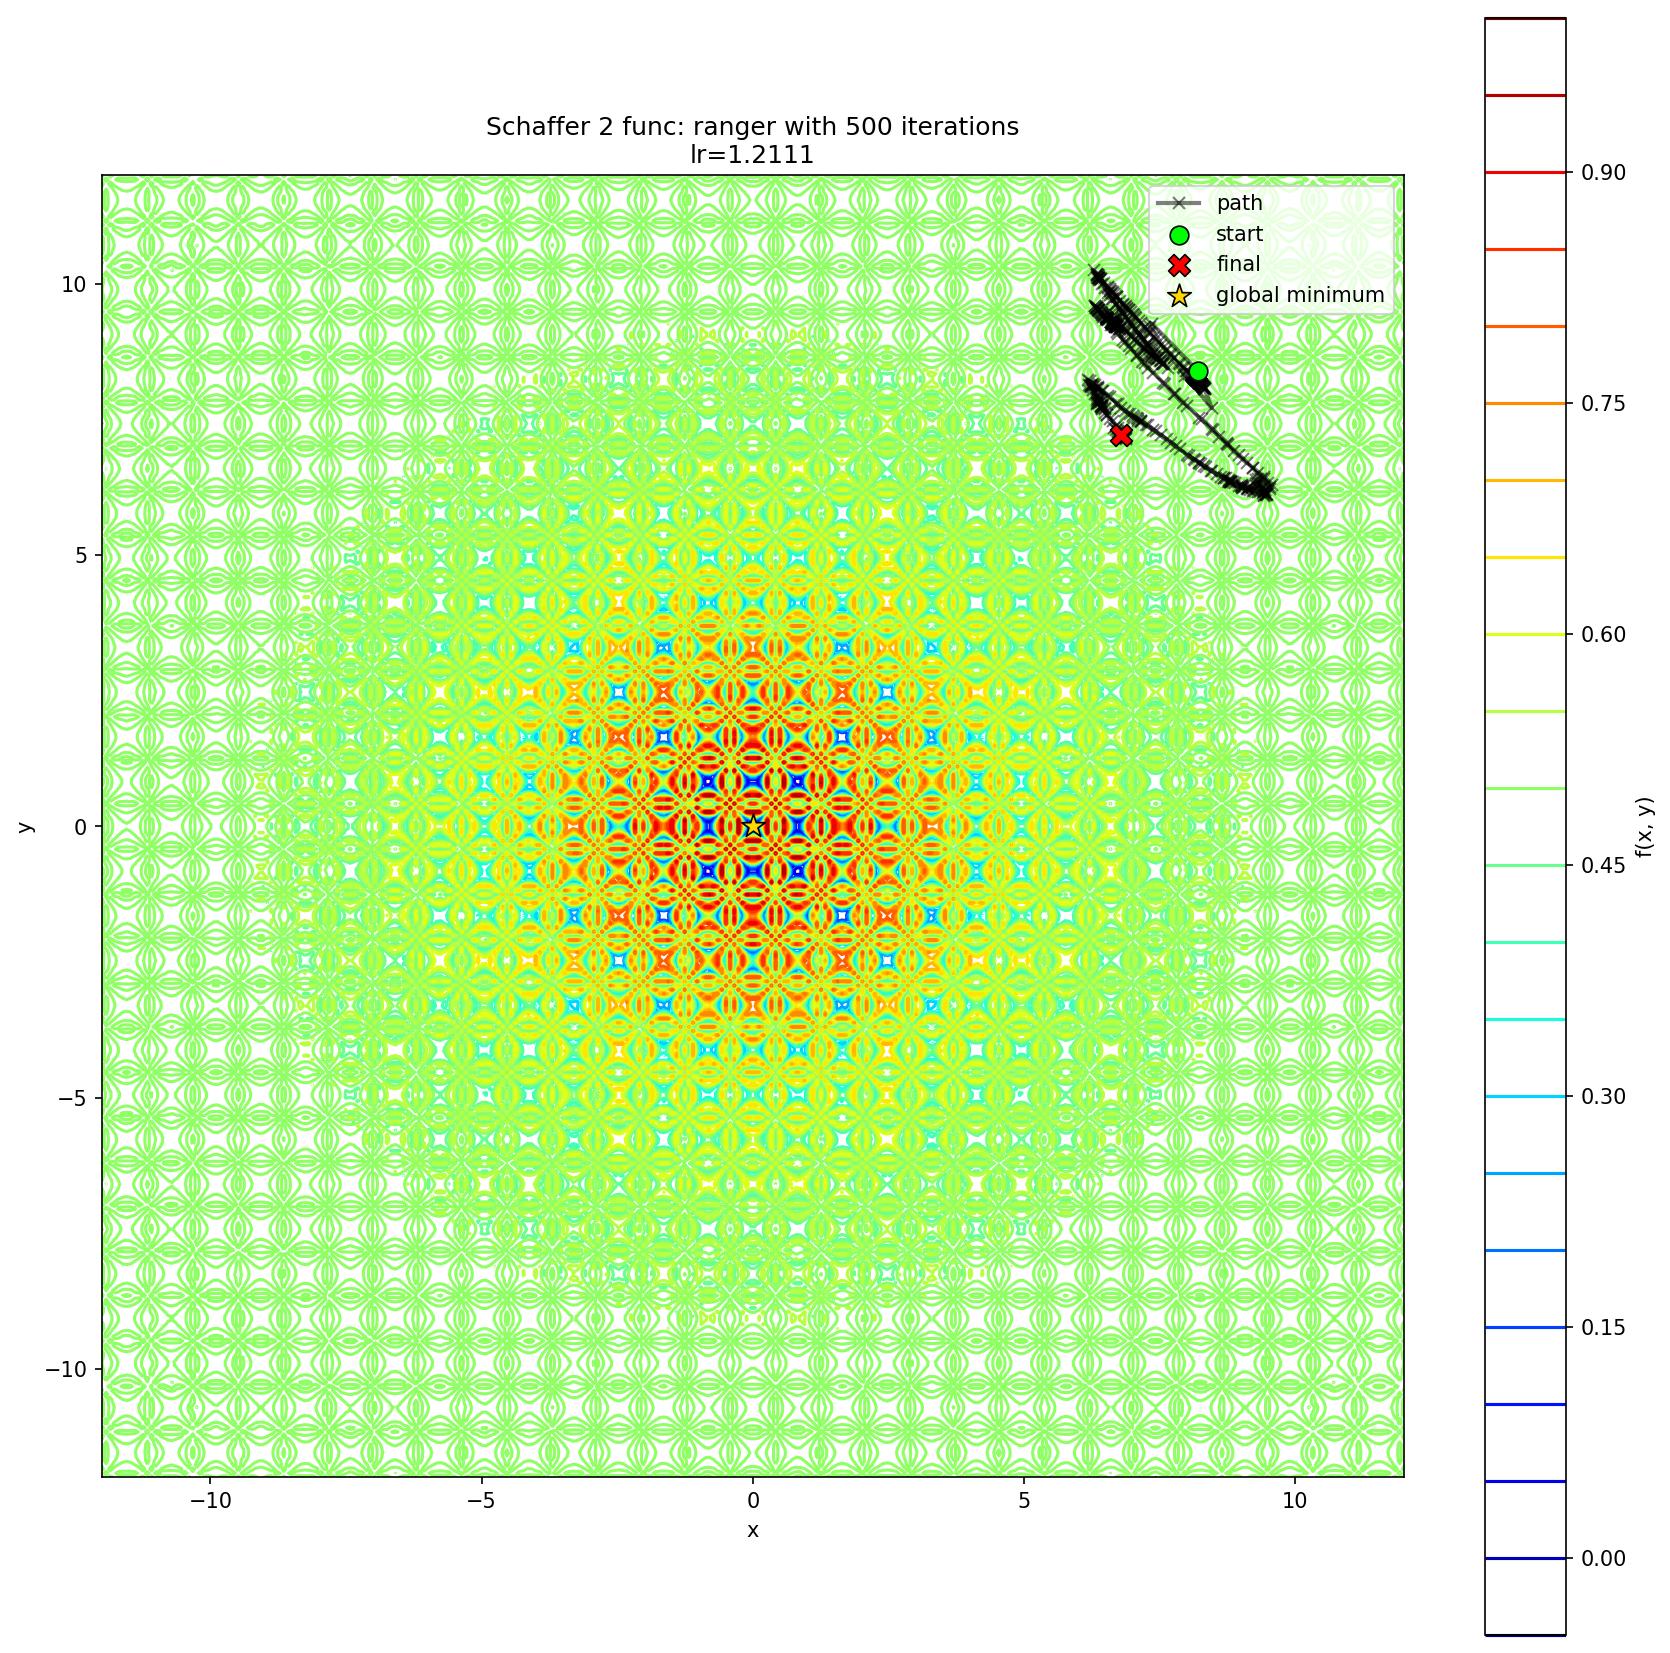 Schaffer 2 func: ranger with 500 iterations
lr=1.2111
path
start
final
global minimum
10
5
0
−5
−10
y
−10
−5
0
5
10
x
0.90
0.75
0.60
0.45
0.30
0.15
0.00
f(x, y)